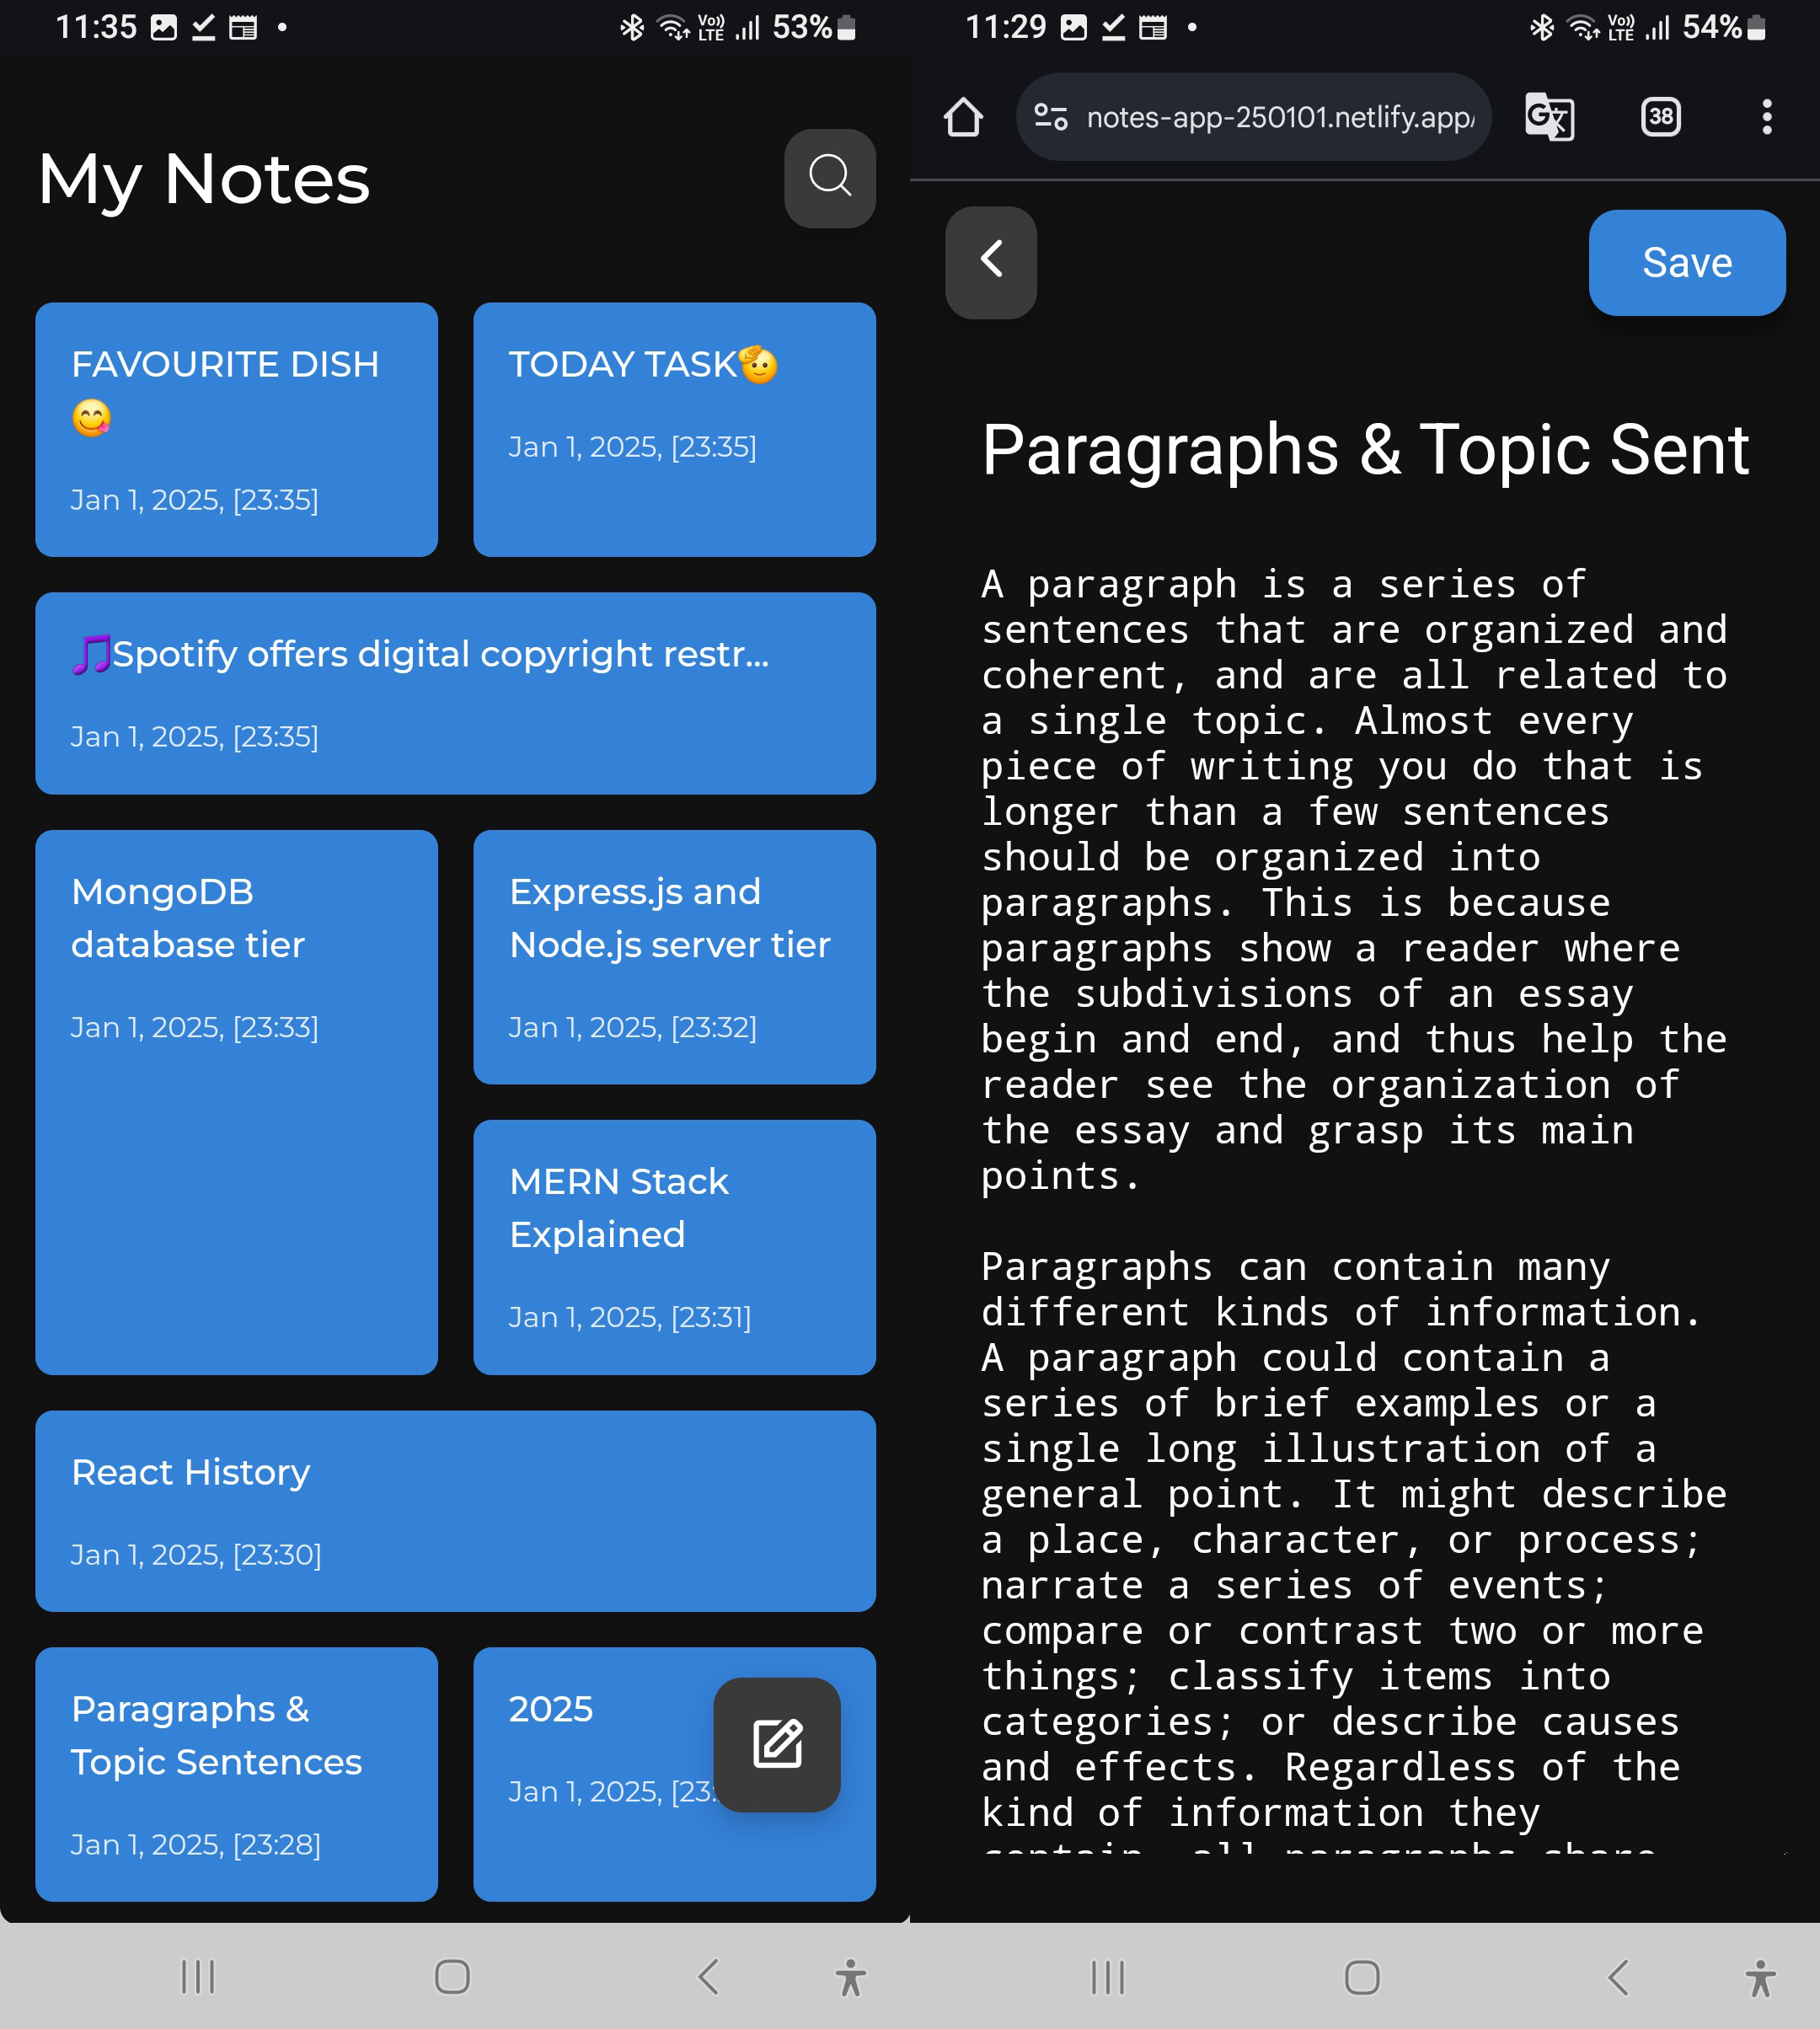 11:35
Vo)) LTE
53%
My Notes
FAVOURITE DISH
😋
Jan 1, 2025, [23:35]
TODAY TASK🫡
Jan 1, 2025, [23:35]
🎵Spotify offers digital copyright restr...
Jan 1, 2025, [23:35]
MongoDB
database tier
Jan 1, 2025, [23:33]
Express.js and
Node.js server tier
Jan 1, 2025, [23:32]
MERN Stack
Explained
Jan 1, 2025, [23:31]
React History
Jan 1, 2025, [23:30]
Paragraphs &
Topic Sentences
Jan 1, 2025, [23:28]
2025
Jan 1, 2025, [23:
11:29
Vo)) LTE
54%
notes-app-250101.netlify.app/
38
Save
Paragraphs & Topic Sent
A paragraph is a series of
sentences that are organized and
coherent, and are all related to
a single topic. Almost every
piece of writing you do that is
longer than a few sentences
should be organized into
paragraphs. This is because
paragraphs show a reader where
the subdivisions of an essay
begin and end, and thus help the
reader see the organization of
the essay and grasp its main
points.
Paragraphs can contain many
different kinds of information.
A paragraph could contain a
series of brief examples or a
single long illustration of a
general point. It might describe
a place, character, or process;
narrate a series of events;
compare or contrast two or more
things; classify items into
categories; or describe causes
and effects. Regardless of the
kind of information they
contain, all paragraphs share